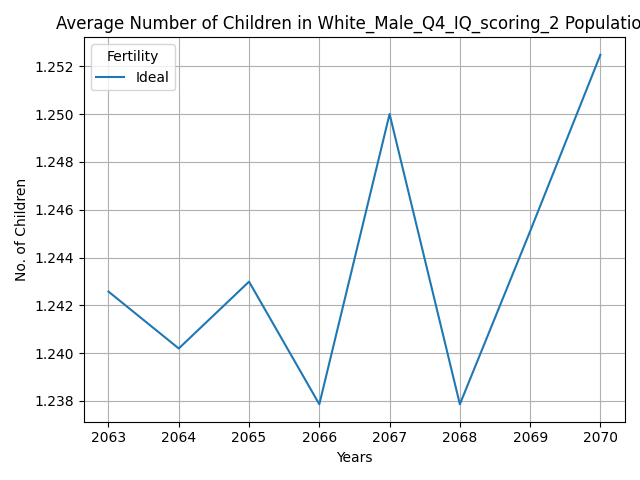 Average Number of Children in White_Male_Q4_IQ_scoring_2 Populatio
Fertility
Ideal
No. of Children
1.252
1.250
1.248
1.246
1.244
1.242
1.240
1.238
2063 2064 2065 2066 2067 2068 2069 2070
Years